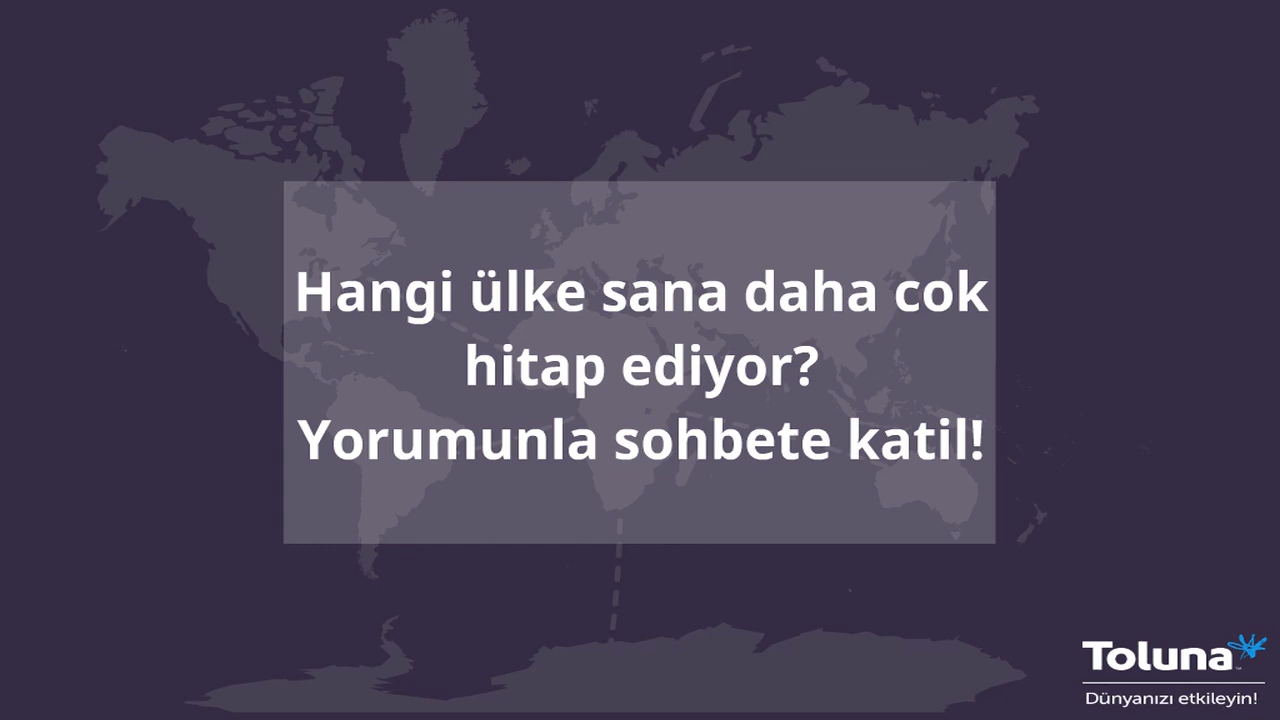 Hangi ülke sana daha cok
hitap ediyor?
Yorumunla sohbete katil!
Toluna
Dünyanızı etkileyin!